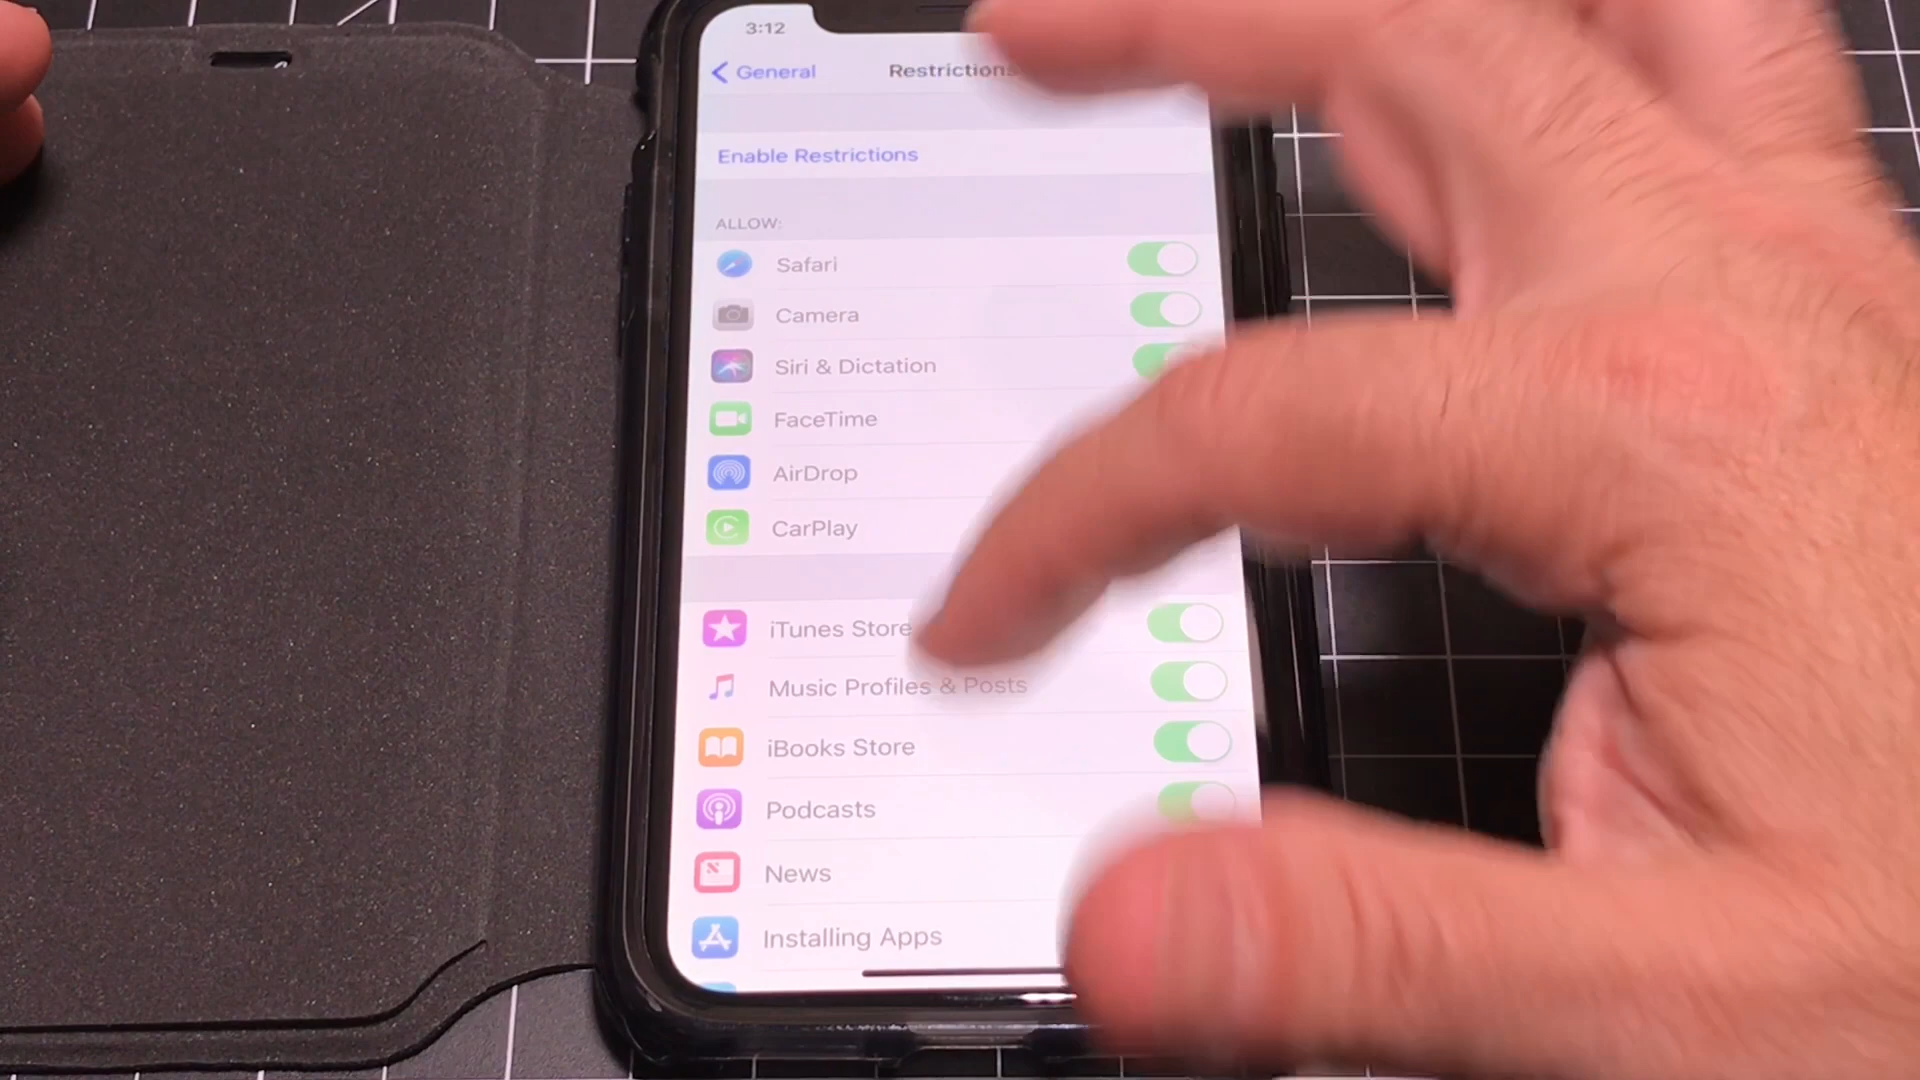 3:12
General
Restrictions
Enable Restrictions
ALLOW:
Safari
Camera
Siri & Dictation
FaceTime
AirDrop
CarPlay
iTunes Store
Music Profiles & Posts
iBooks Store
Podcasts
News
Installing Apps